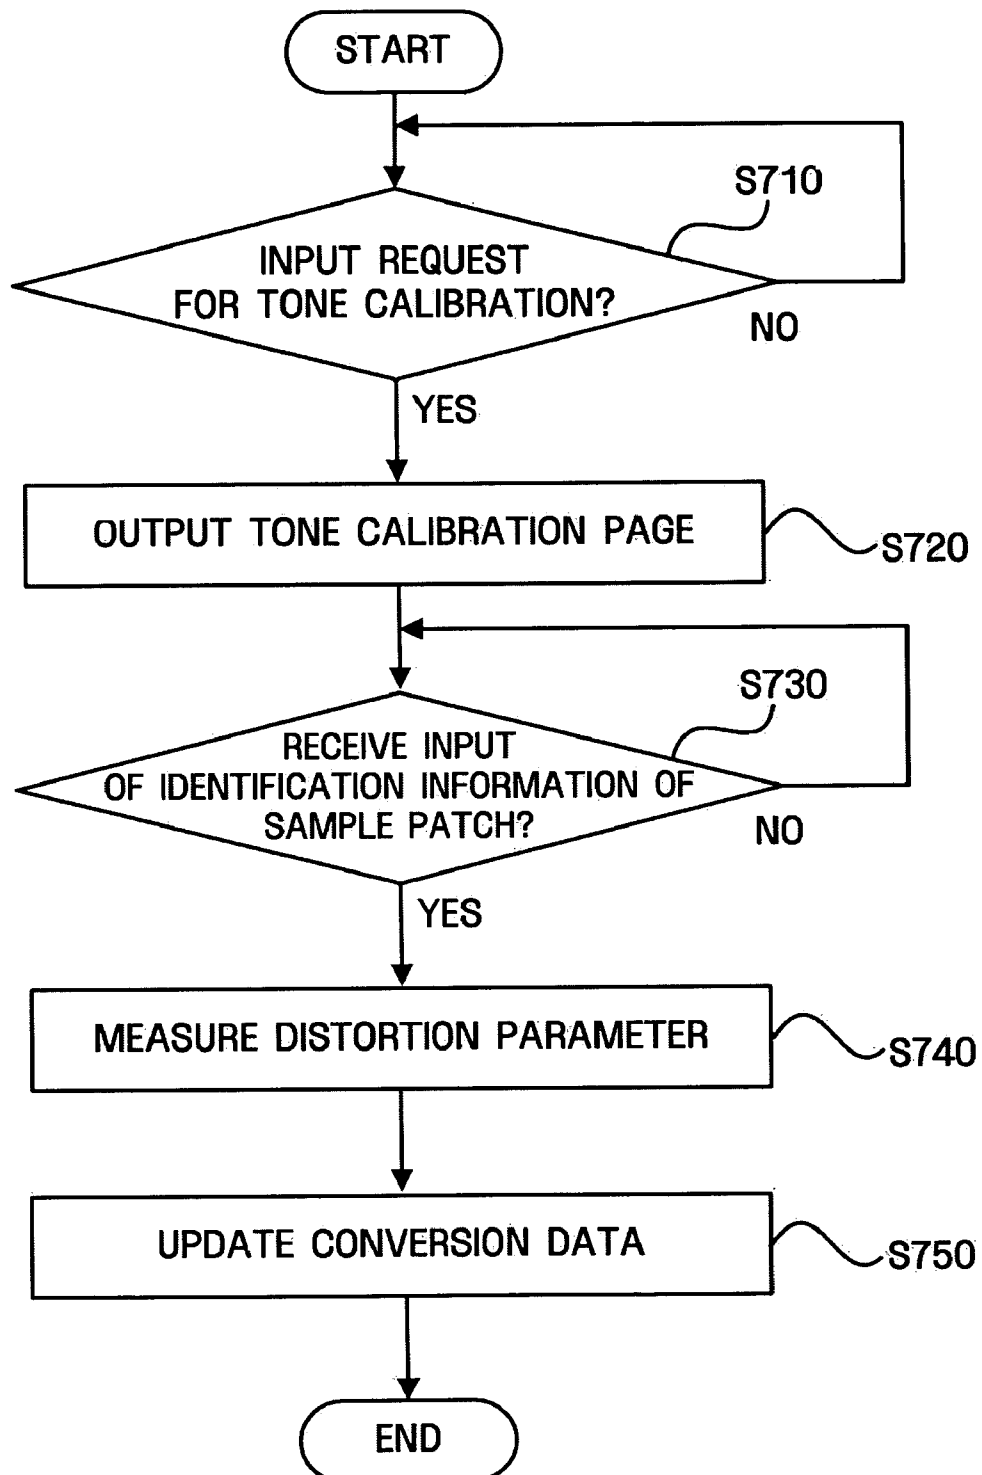 START
S710
INPUT REQUEST
FOR TONE CALIBRATION?
NO
YES
OUTPUT TONE CALIBRATION PAGE
S720
S730
RECEIVE INPUT
OF IDENTIFICATION INFORMATION OF
SAMPLE PATCH?
NO
YES
MEASURE DISTORTION PARAMETER
S740
UPDATE CONVERSION DATA
S750
END